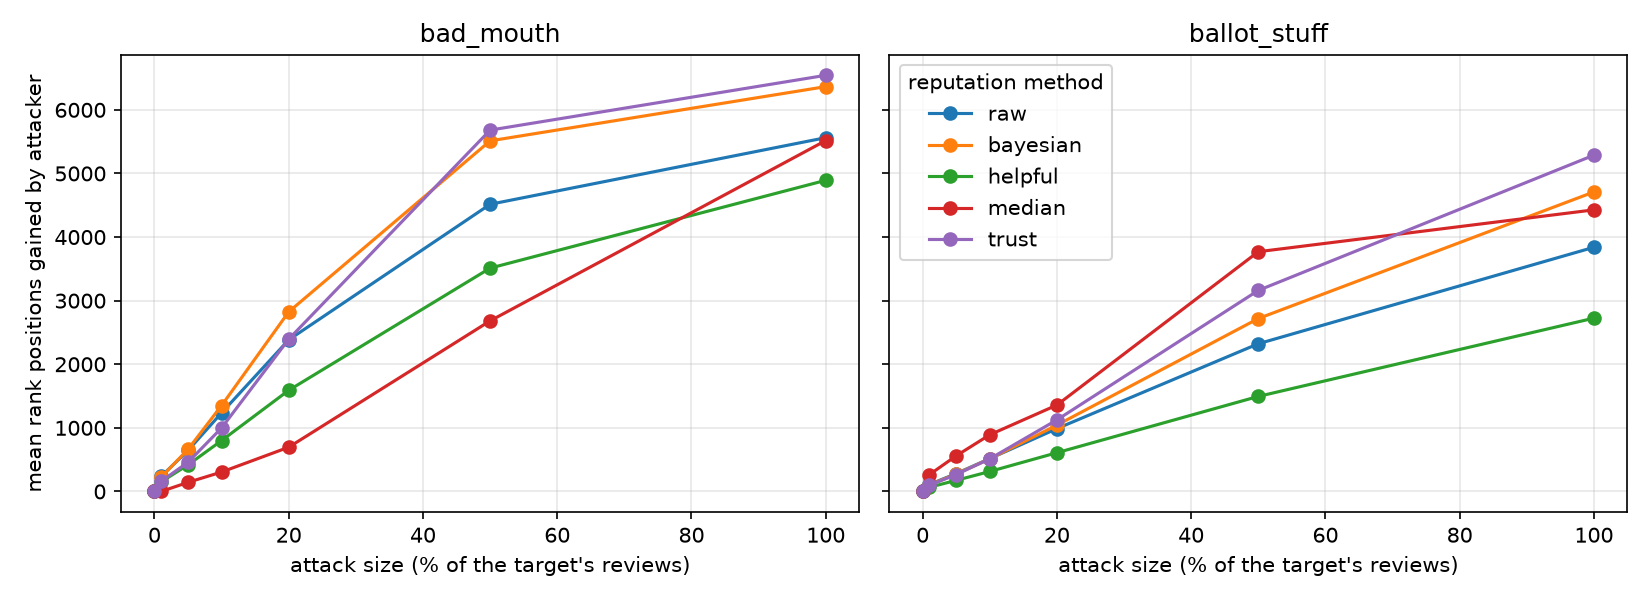 bad_mouth
mean rank positions gained by attacker
6000
5000
4000
3000
2000
1000
0
0 20 40 60 80 100
attack size (% of the target's reviews)
ballot_stuff
reputation method
raw
bayesian
helpful
median
trust
0 20 40 60 80 100
attack size (% of the target's reviews)